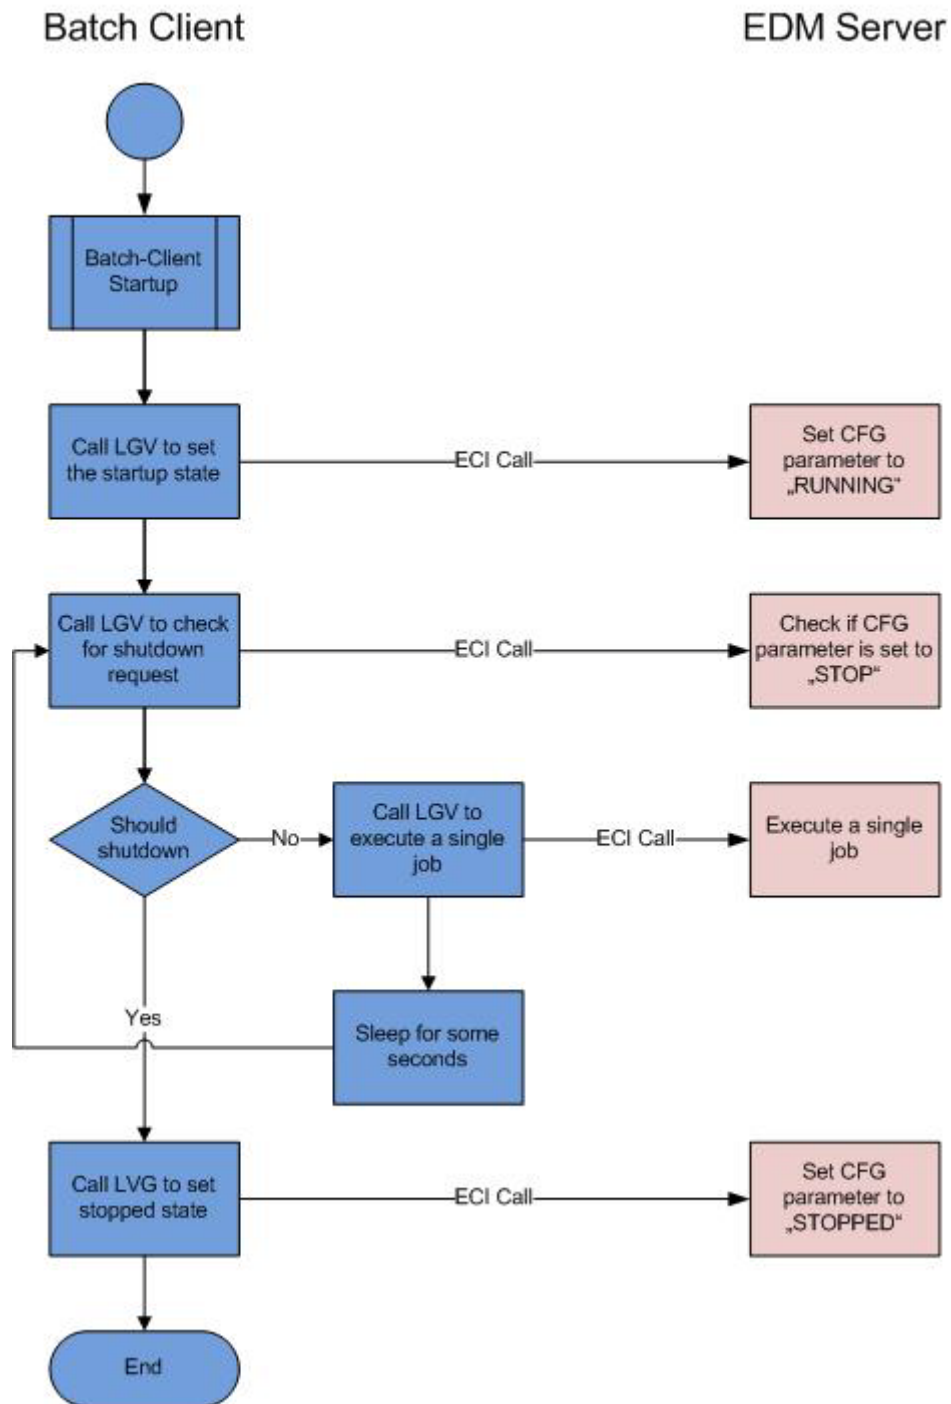 Batch Client
EDM Server
Batch-Client
Startup
Call LGV to set
the startup state
ECI Call
Set CFG
parameter to
„RUNNING“
Call LGV to check
for shutdown
request
ECI Call
Check if CFG
parameter is set to
„STOP“
Should
shutdown
No
Call LGV to
execute a single
job
ECI Call
Execute a single
job
Yes
Sleep for some
seconds
Call LVG to set
stopped state
ECI Call
Set CFG
parameter to
„STOPPED“
End